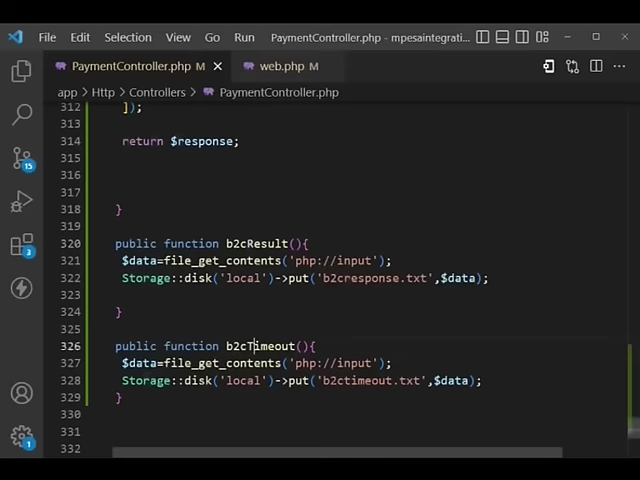 File Edit Selection View Go Run PaymentController.php - mpesaintegrati...
PaymentController.php M web.php M
app > Http > Controllers > PaymentController.php
312 ]);
313
314 return $response;
315
316
317
318 }
319
320 public function b2cResult(){
321 $data=file_get_contents('php://input');
322 Storage::disk('local')->put('b2cresponse.txt',$data);
323
324 }
325
326 public function b2cTimeout(){
327 $data=file_get_contents('php://input');
328 Storage::disk('local')->put('b2ctimeout.txt',$data);
329 }
330
331
332
15
3
1